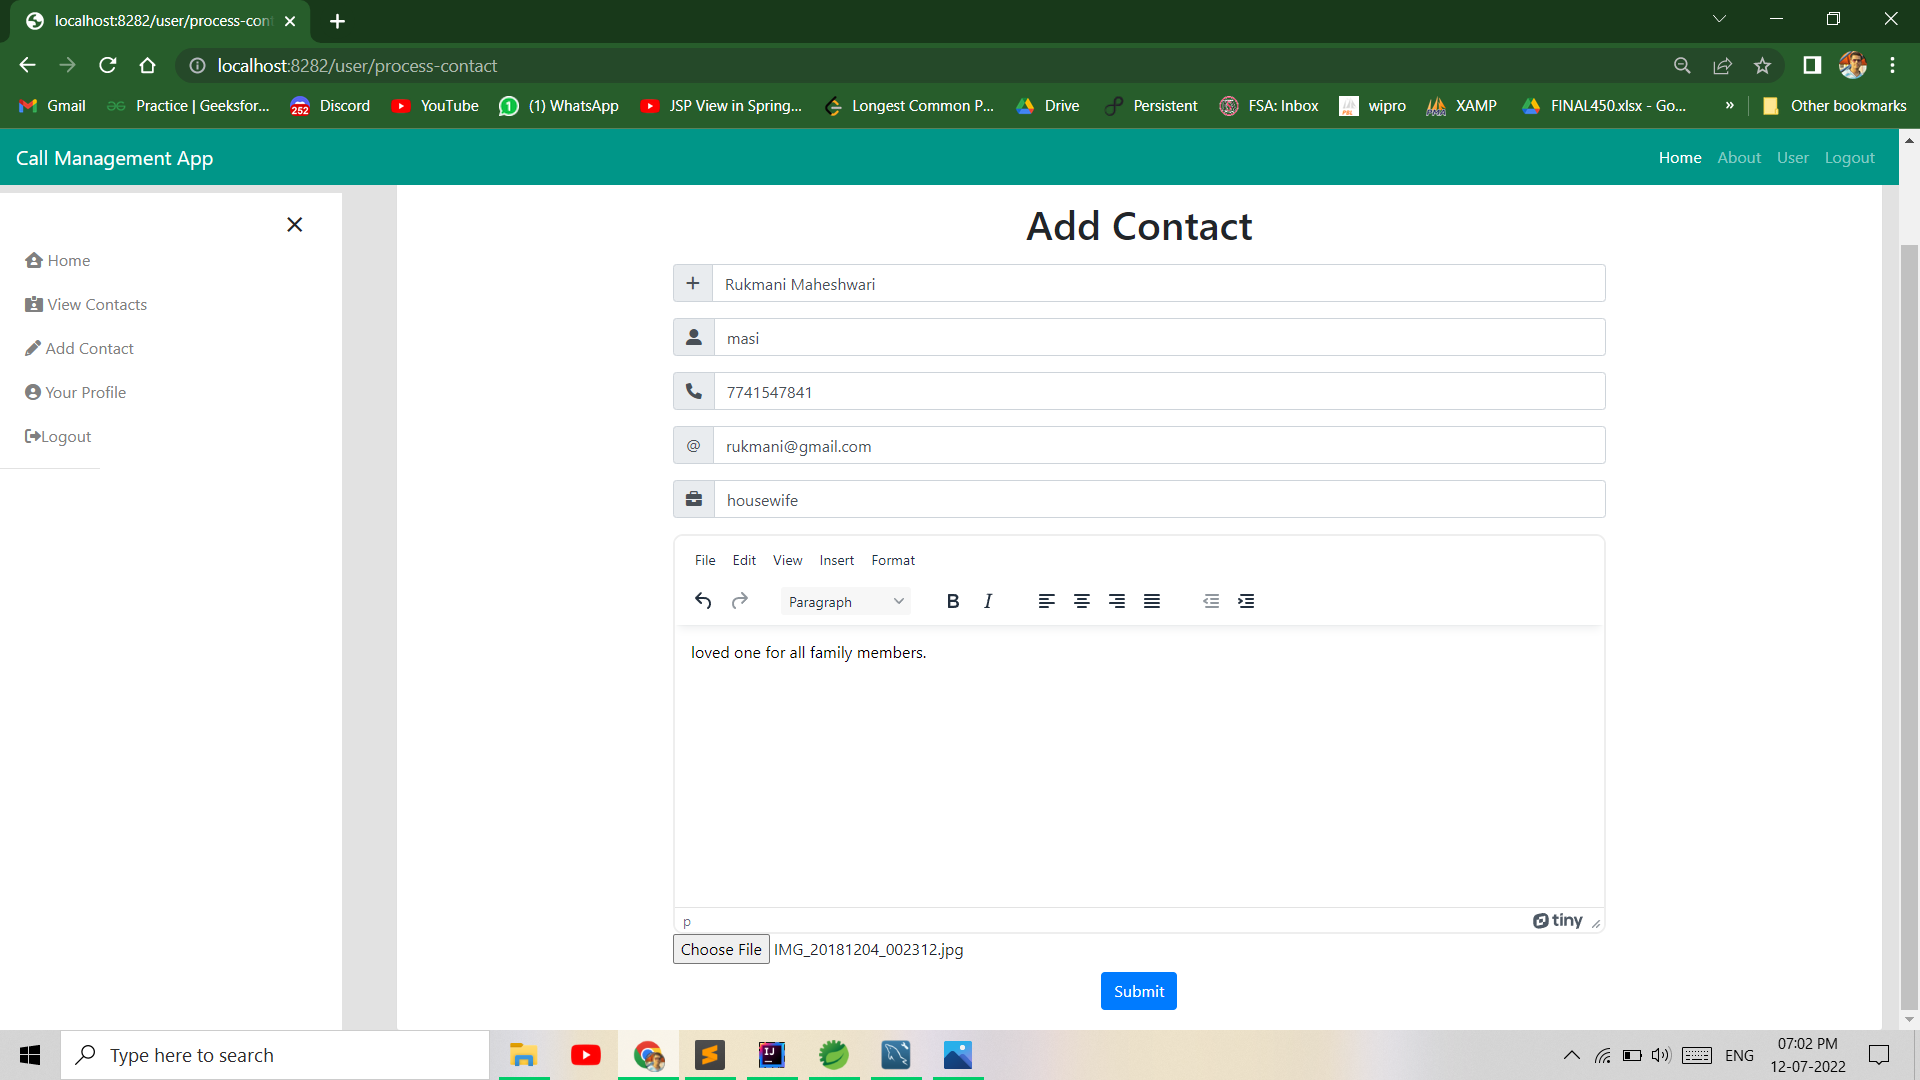 localhost:8282/user/process-con
localhost:8282/user/process-contact
Gmail
Practice | Geeksfor...
252
Discord
YouTube
(1) WhatsApp
JSP View in Spring...
Longest Common P...
Drive
Persistent
FSA: Inbox
wipro
XAMP
FINAL450.xlsx - Go...
»
Other bookmarks
Call Management App
Home
About
User
Logout
Home
View Contacts
Add Contact
Your Profile
Logout
Add Contact
Rukmani Maheshwari
masi
7741547841
@ rukmani@gmail.com
housewife
File Edit View Insert Format
Paragraph B I
loved one for all family members.
p
tiny
Choose File IMG_20181204_002312.jpg
Submit
Type here to search
IJ
ENG
07:02 PM
12-07-2022